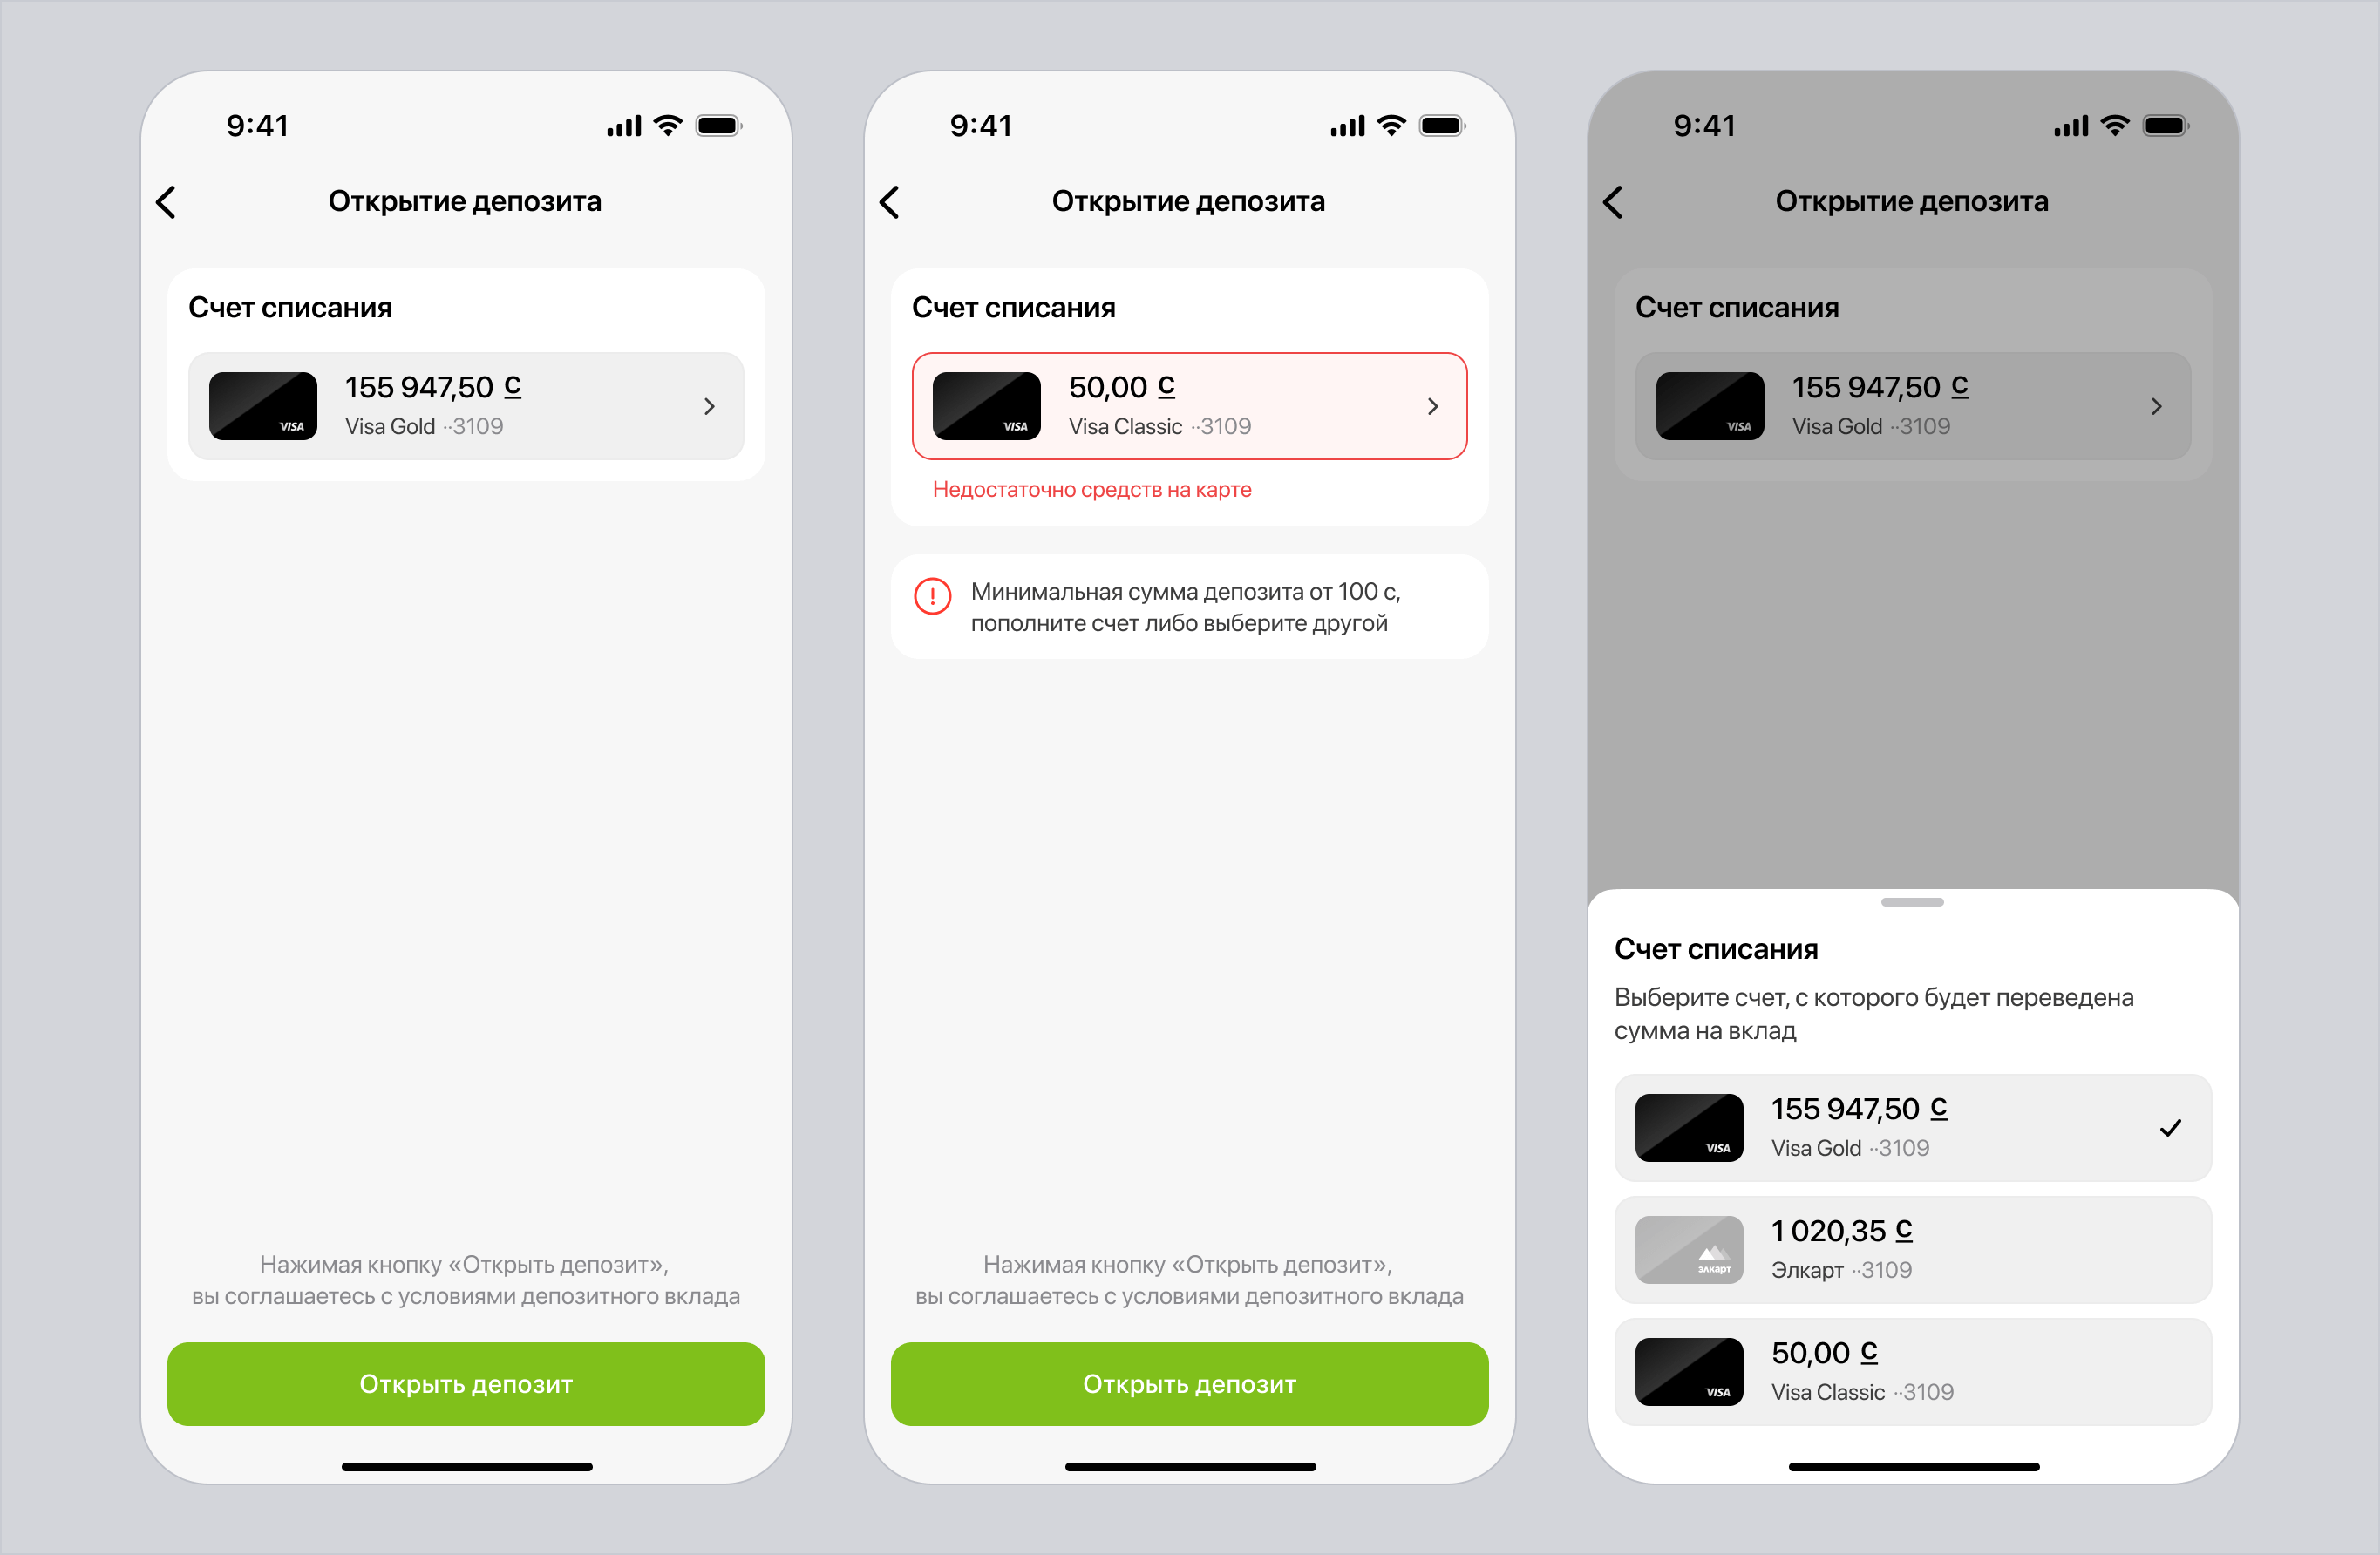 9:41
Открытие депозита
Счет списания
155 947,50 С
VISA
Visa Gold ··3109
Нажимая кнопку «Открыть депозит»,
вы соглашаетесь с условиями депозитного вклада
Открыть депозит
9:41
Открытие депозита
Счет списания
50,00 С
VISA
Visa Classic ··3109
Недостаточно средств на карте
Минимальная сумма депозита от 100 с,
пополните счет либо выберите другой
Нажимая кнопку «Открыть депозит»,
вы соглашаетесь с условиями депозитного вклада
Открыть депозит
9:41
Открытие депозита
Счет списания
155 947,50 С
VISA
Visa Gold ··3109
Счет списания
Выберите счет, с которого будет переведена
сумма на вклад
155 947,50 С
VISA
Visa Gold ··3109
1 020,35 С
элкарт
Элкарт ··3109
50,00 С
VISA
Visa Classic ··3109